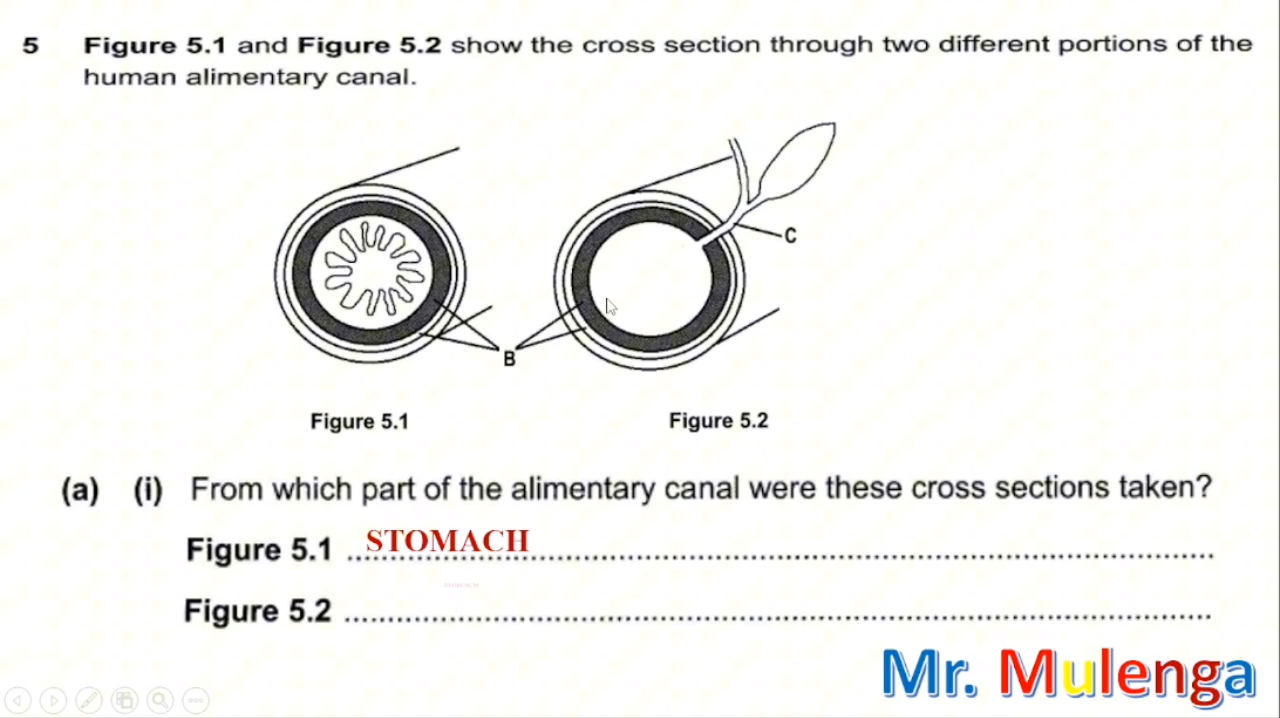 5 Figure 5.1 and Figure 5.2 show the cross section through two different portions of the
human alimentary canal.
C
B
Figure 5.1 Figure 5.2
(a) (i) From which part of the alimentary canal were these cross sections taken?
Figure 5.1 STOMACH
Figure 5.2
Mr. Mulenga